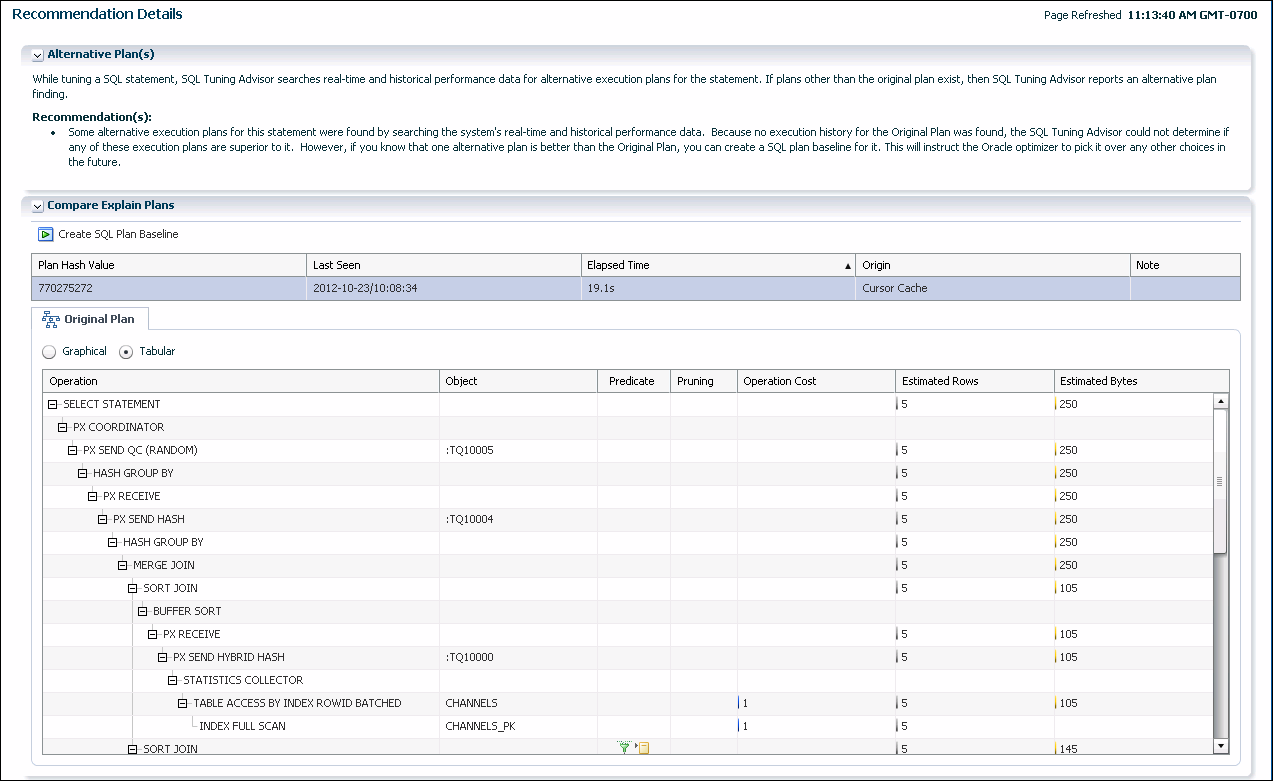 Recommendation Details
Page Refreshed 11:13:40 AM GMT-0700
Alternative Plan(s)
While tuning a SQL statement, SQL Tuning Advisor searches real-time and historical performance data for alternative execution plans for the statement. If plans other than the original plan exist, then SQL Tuning Advisor reports an alternative plan
finding.
Recommendation(s):
• Some alternative execution plans for this statement were found by searching the system's real-time and historical performance data. Because no execution history for the Original Plan was found, the SQL Tuning Advisor could not determine if
any of these execution plans are superior to it. However, if you know that one alternative plan is better than the Original Plan, you can create a SQL plan baseline for it. This will instruct the Oracle optimizer to pick it over any other choices in
the future.
Compare Explain Plans
Create SQL Plan Baseline
Plan Hash Value Last Seen Elapsed Time Origin Note
770275272 2012-10-23/10:08:34 19.1s Cursor Cache
Original Plan
Graphical Tabular
Operation Object Predicate Pruning Operation Cost Estimated Rows Estimated Bytes
SELECT STATEMENT 5 250
PX COORDINATOR
PX SEND QC (RANDOM) :TQ10005 5 250
HASH GROUP BY 5 250
PX RECEIVE 5 250
PX SEND HASH :TQ10004 5 250
HASH GROUP BY 5 250
MERGE JOIN 5 250
SORT JOIN 5 105
BUFFER SORT
PX RECEIVE 5 105
PX SEND HYBRID HASH :TQ10000 5 105
STATISTICS COLLECTOR
TABLE ACCESS BY INDEX ROWID BATCHED CHANNELS 1 5 105
INDEX FULL SCAN CHANNELS_PK 1 5
SORT JOIN 5 145